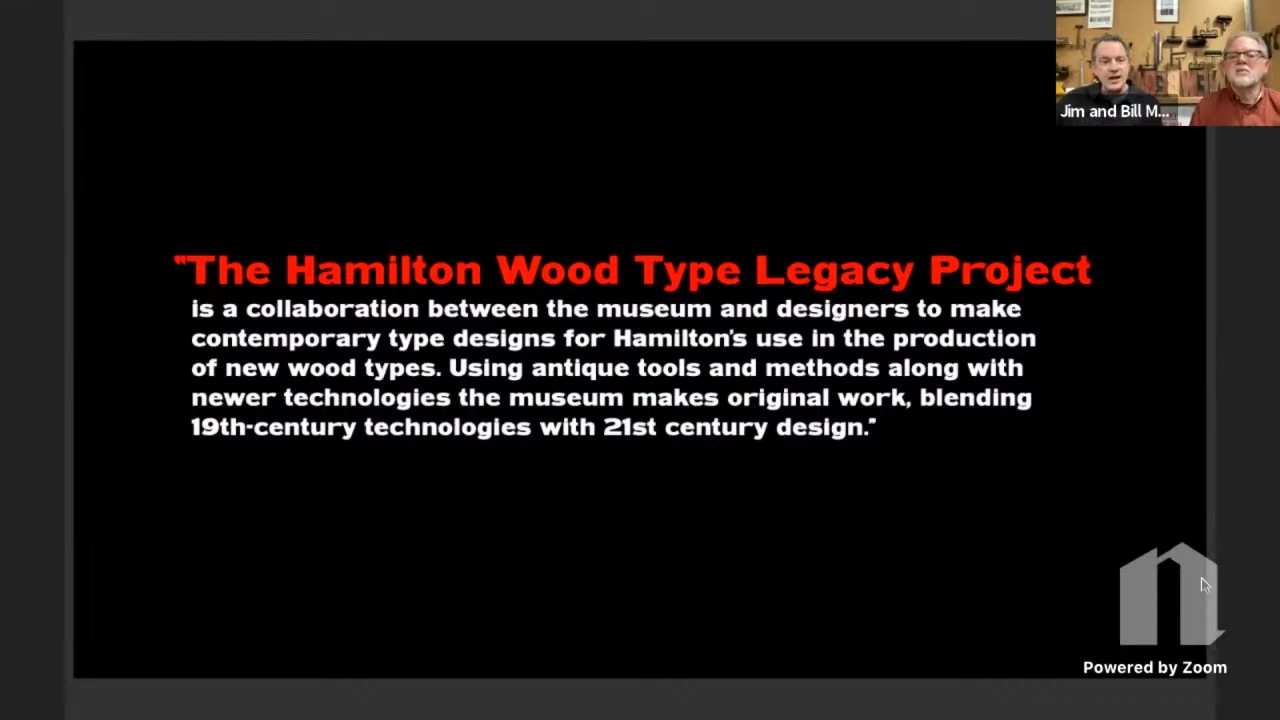 Jim and Bill M...
"The Hamilton Wood Type Legacy Project
is a collaboration between the museum and designers to make
contemporary type designs for Hamilton's use in the production
of new wood types. Using antique tools and methods along with
newer technologies the museum makes original work, blending
19th-century technologies with 21st century design."
n
Powered by Zoom